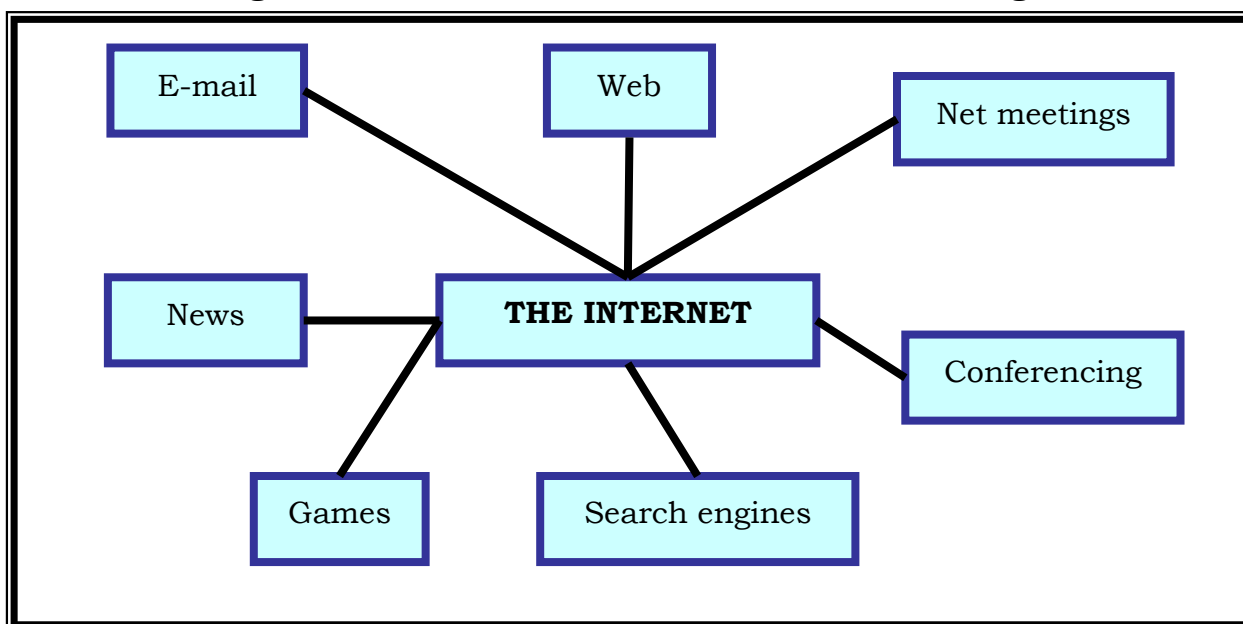 E-mail
Web
Net meetings
News
THE INTERNET
Conferencing
Games
Search engines